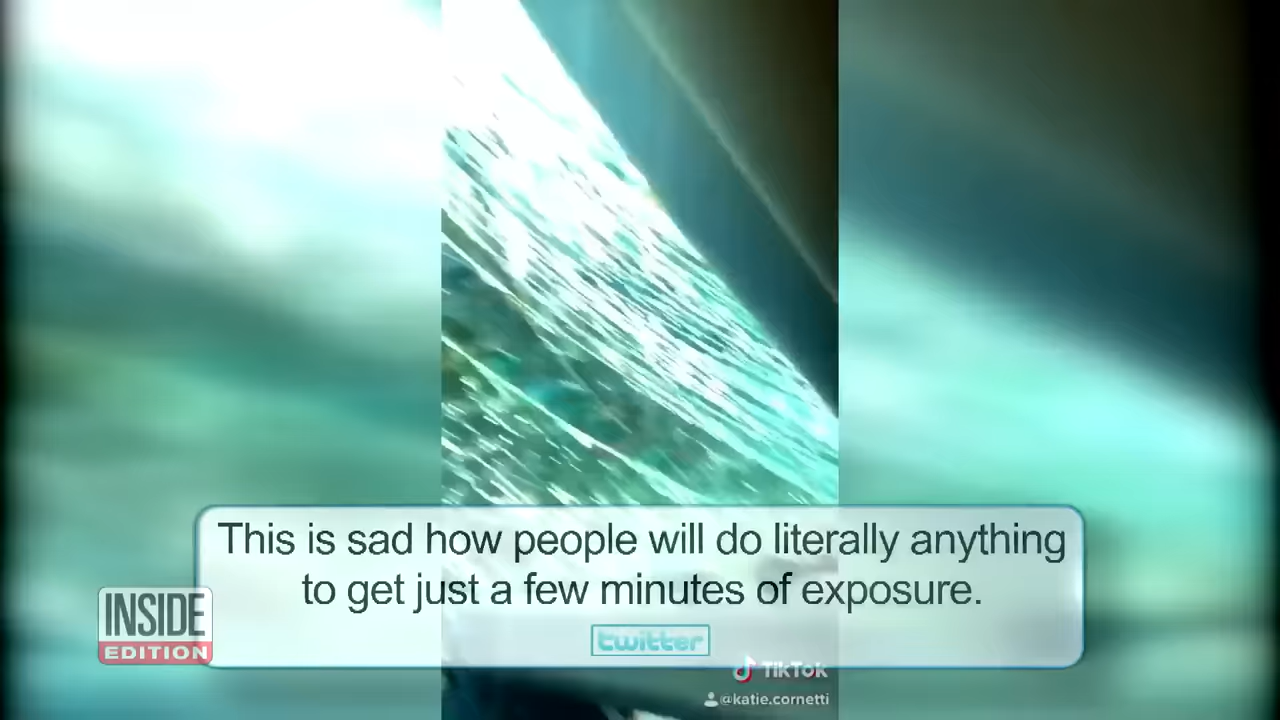 This is sad how people will do literally anything
to get just a few minutes of exposure.
twitter
INSIDE
EDITION
TikTok
@katie.cornetti